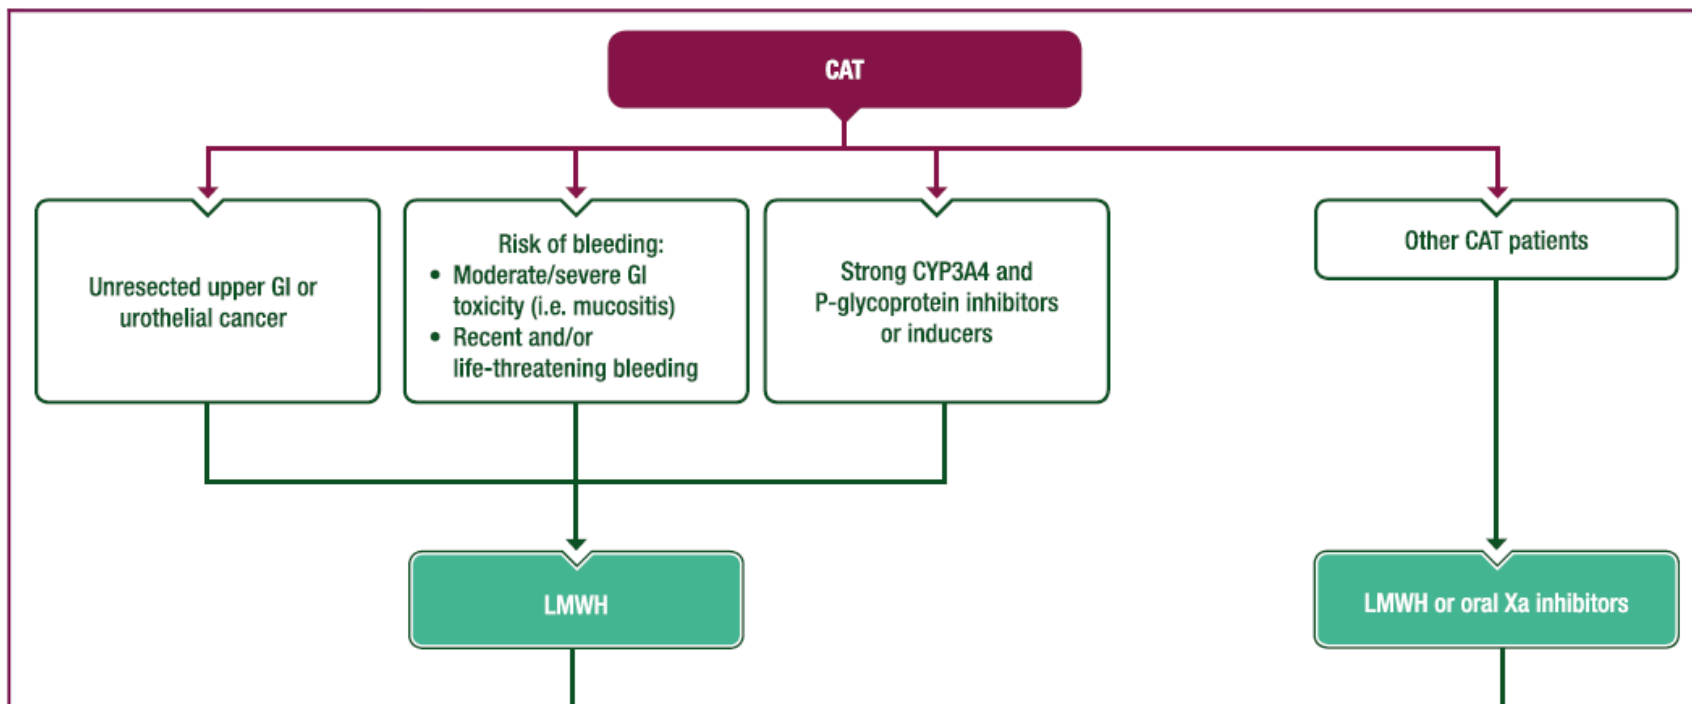 CAT
Unresected upper GI or
urothelial cancer
Risk of bleeding:
• Moderate/severe GI
toxicity (i.e. mucositis)
• Recent and/or
life-threatening bleeding
Strong CYP3A4 and
P-glycoprotein inhibitors
or inducers
Other CAT patients
LMWH
LMWH or oral Xa inhibitors